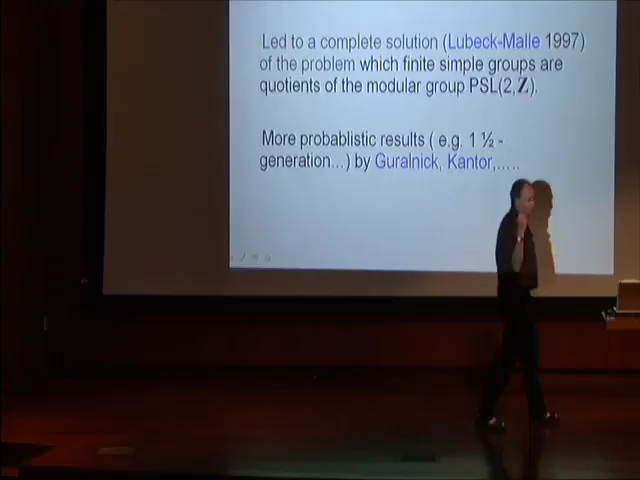 Led to a complete solution (Lubeck-Malle 1997)
of the problem which finite simple groups are
quotients of the modular group PSL(2,Z).
More probablistic results ( e.g. 1 ½ -
generation...) by Guralnick, Kantor,.....